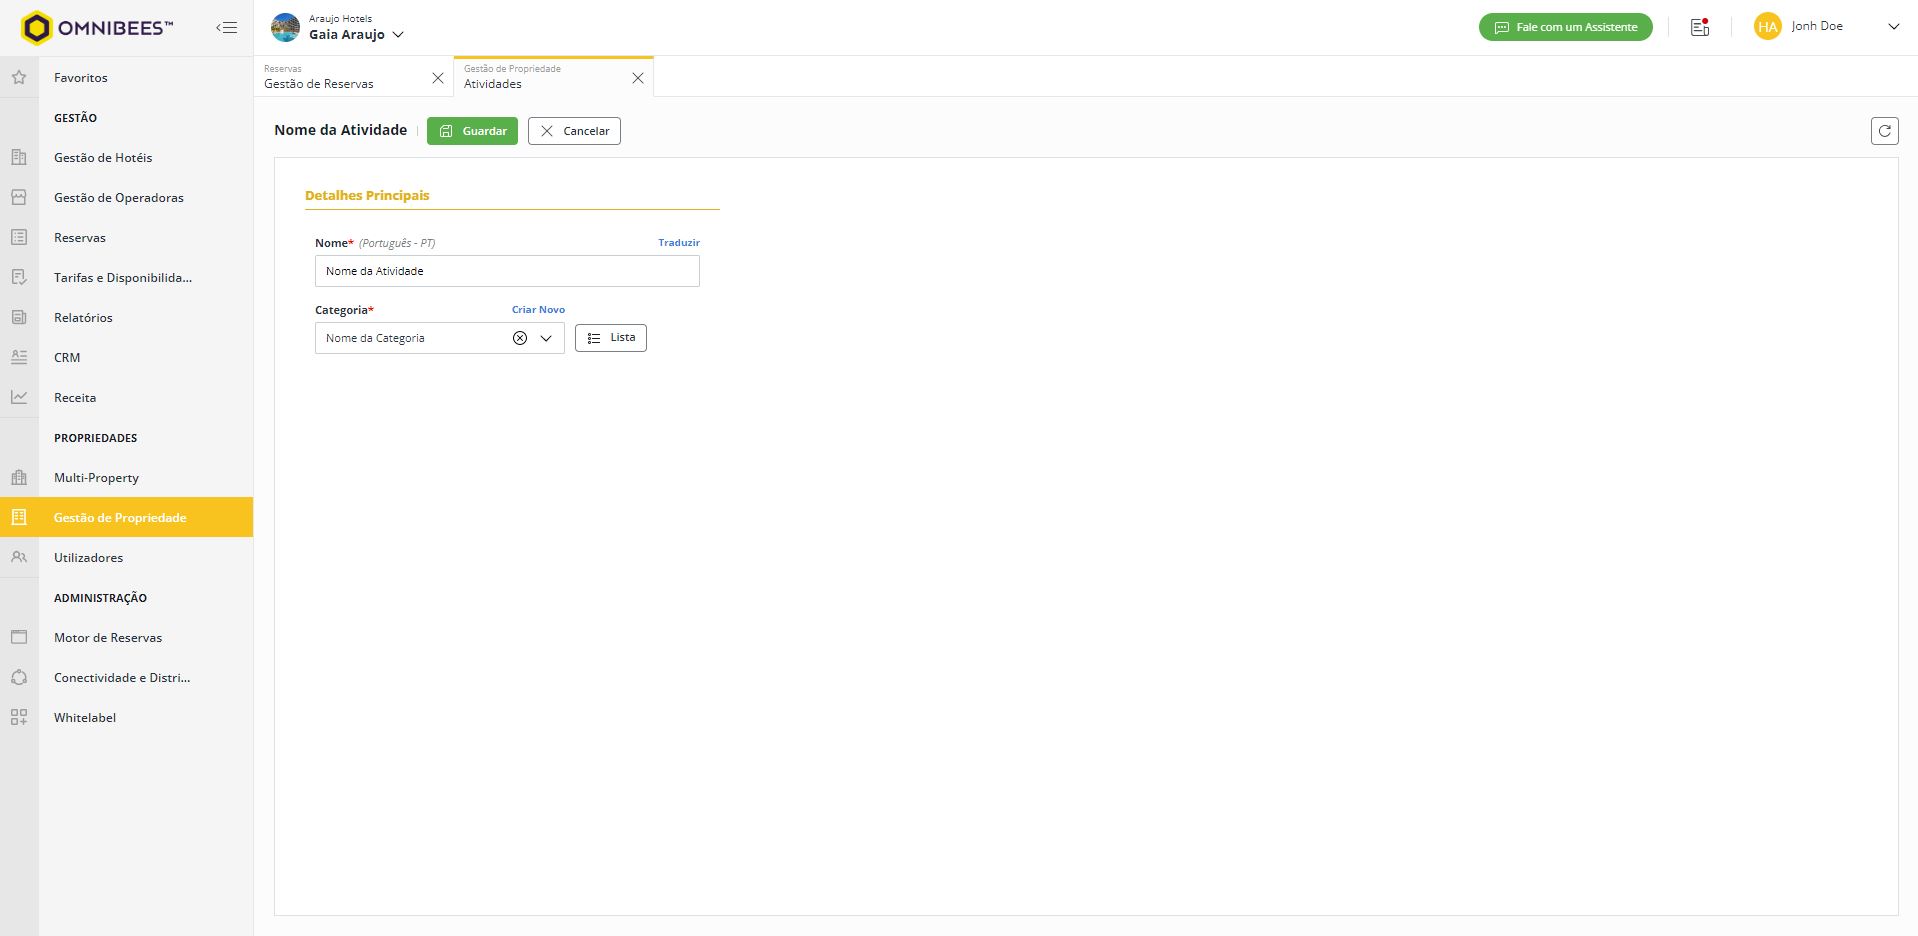 OMNIBEES™
Araujo Hotels
Gaia Araujo
Fale com um Assistente
HA
Jonh Doe
Favoritos
GESTÃO
Gestão de Hotéis
Gestão de Operadoras
Reservas
Tarifas e Disponibilida...
Relatórios
CRM
Receita
PROPRIEDADES
Multi-Property
Gestão de Propriedade
Utilizadores
ADMINISTRAÇÃO
Motor de Reservas
Conectividade e Distri...
Whitelabel
Reservas
Gestão de Reservas
Gestão de Propriedade
Atividades
Nome da Atividade
Guardar
Cancelar
Detalhes Principais
Nome* (Português - PT)
Traduzir
Nome da Atividade
Categoria*
Criar Novo
Nome da Categoria
Lista